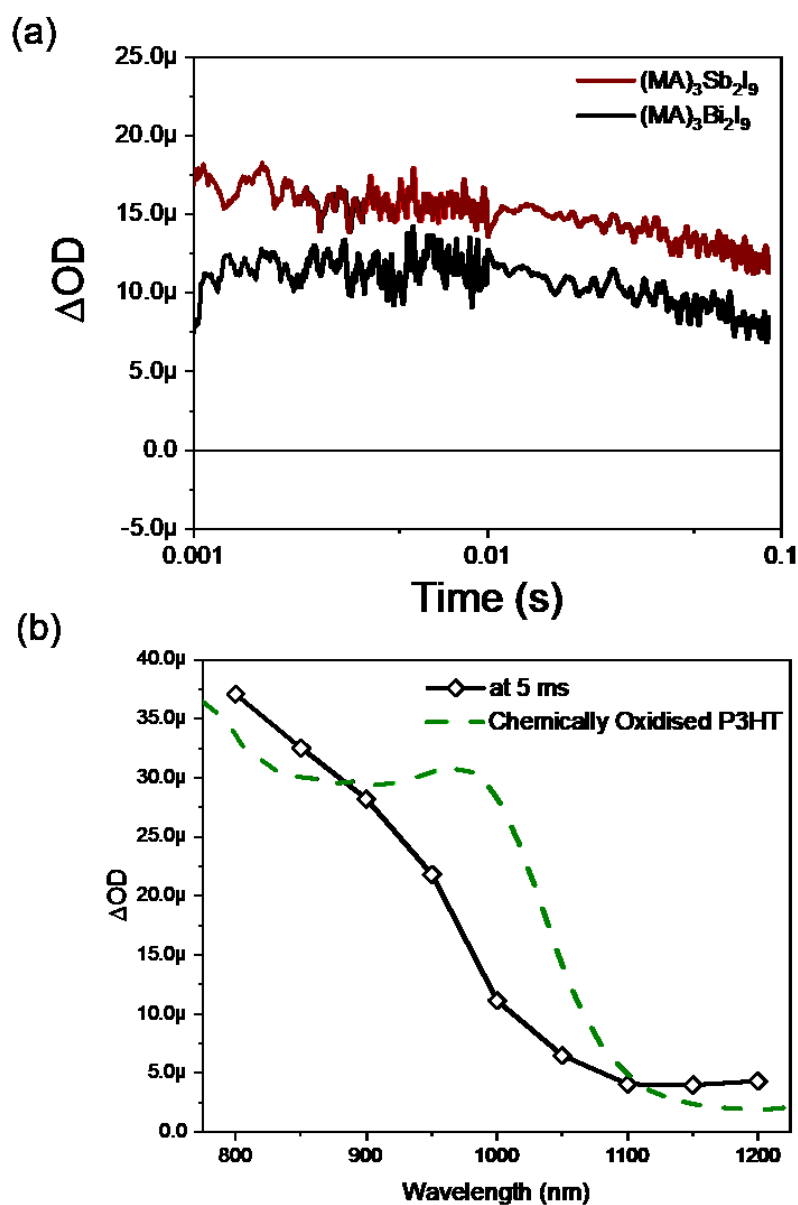 (a)
25.0µ
20.0µ
15.0µ
10.0µ
5.0µ
0.0
-5.0µ
ΔOD
(MA)₃Sb₂I₉
(MA)₃Bi₂I₉
0.001
0.01
0.1
Time (s)
(b)
40.0µ
35.0µ
30.0µ
25.0µ
20.0µ
15.0µ
10.0µ
5.0µ
0.0
ΔOD
at 5 ms
Chemically Oxidised P3HT
800
900
1000
1100
1200
Wavelength (nm)